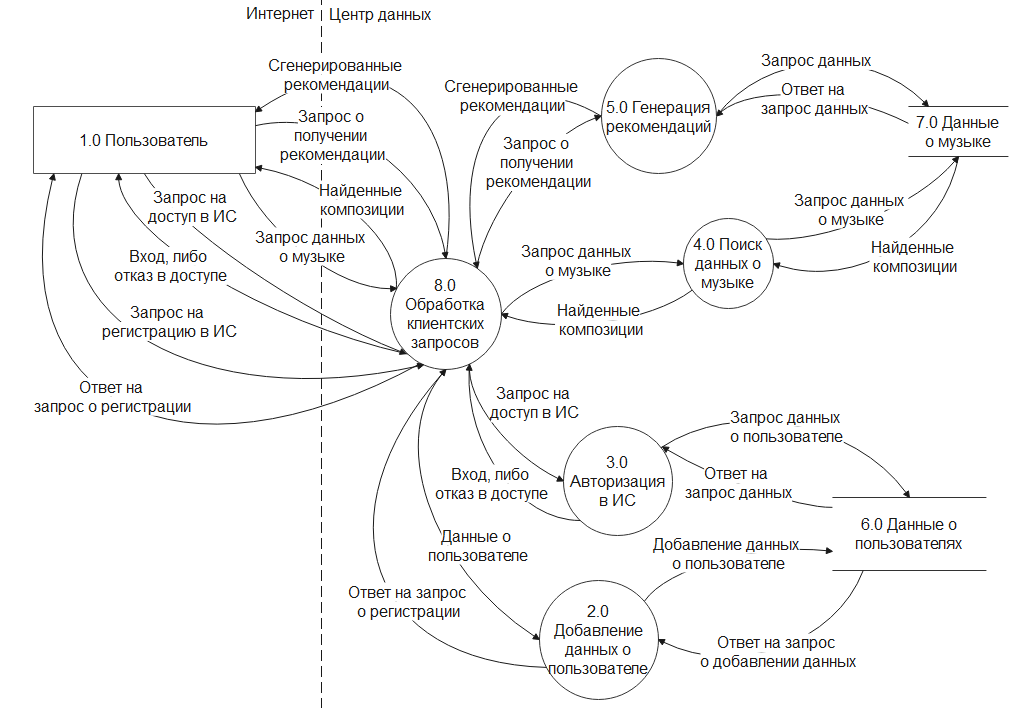 Интернет
Центр данных
Сгенерированные
рекомендации
Запрос о
получении
рекомендации
1.0 Пользователь
Найденные
композиции
Запрос данных
о музыке
Запрос на
доступ в ИС
Вход, либо
отказ в доступе
Запрос на
регистрацию в ИС
Ответ на
запрос о регистрации
8.0
Обработка
клиентских
запросов
Сгенерированные
рекомендации
Запрос о
получении
рекомендации
5.0 Генерация
рекомендаций
Запрос данных
Ответ на
запрос данных
7.0 Данные
о музыке
Запрос данных
о музыке
Найденные
композиции
4.0 Поиск
данных о
музыке
Запрос данных
о музыке
Найденные
композиции
Запрос на
доступ в ИС
Вход, либо
отказ в доступе
3.0
Авторизация
в ИС
Запрос данных
о пользователе
Ответ на
запрос данных
6.0 Данные о
пользователях
Данные о
пользователе
Ответ на запрос
о регистрации
2.0
Добавление
данных о
пользователе
Добавление данных
о пользователе
Ответ на запрос
о добавлении данных